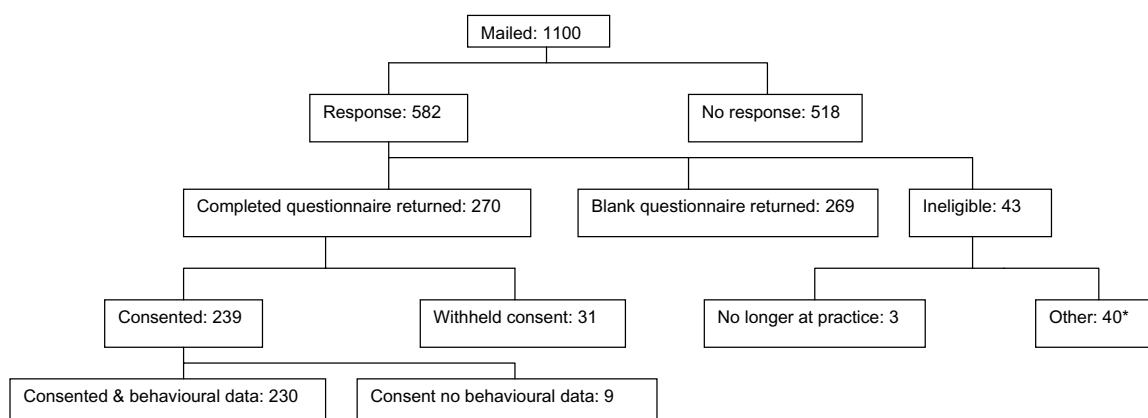 Mailed: 1100
Response: 582
No response: 518
Completed questionnaire returned: 270
Blank questionnaire returned: 269
Ineligible: 43
Consented: 239
Withheld consent: 31
No longer at practice: 3
Other: 40*
Consented & behavioural data: 230
Consent no behavioural data: 9